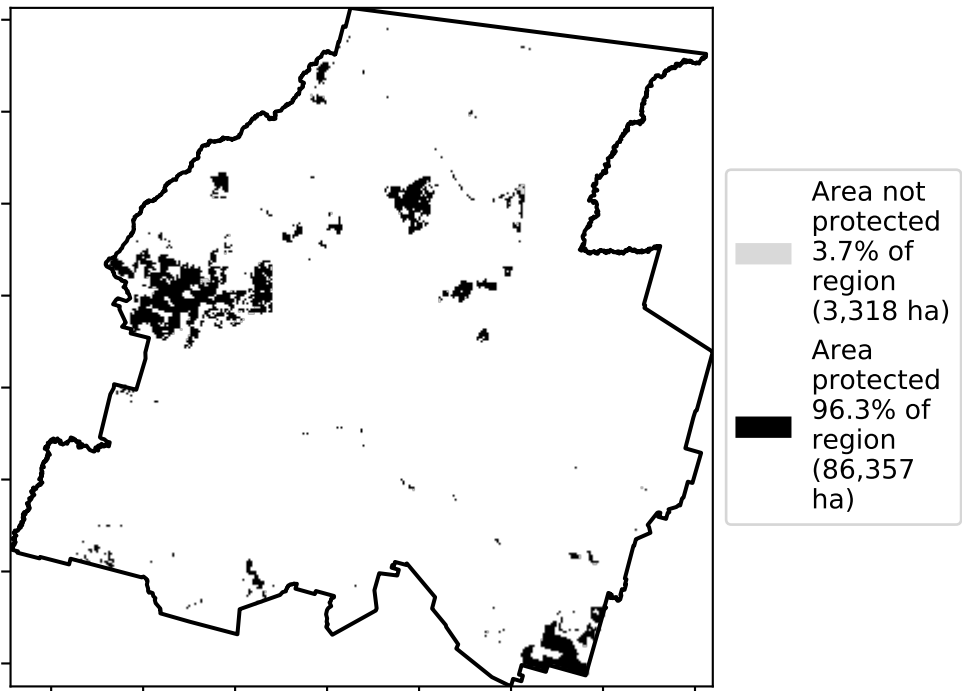 Area not
protected
3.7% of
region
(3,318 ha)
Area
protected
96.3% of
region
(86,357
ha)